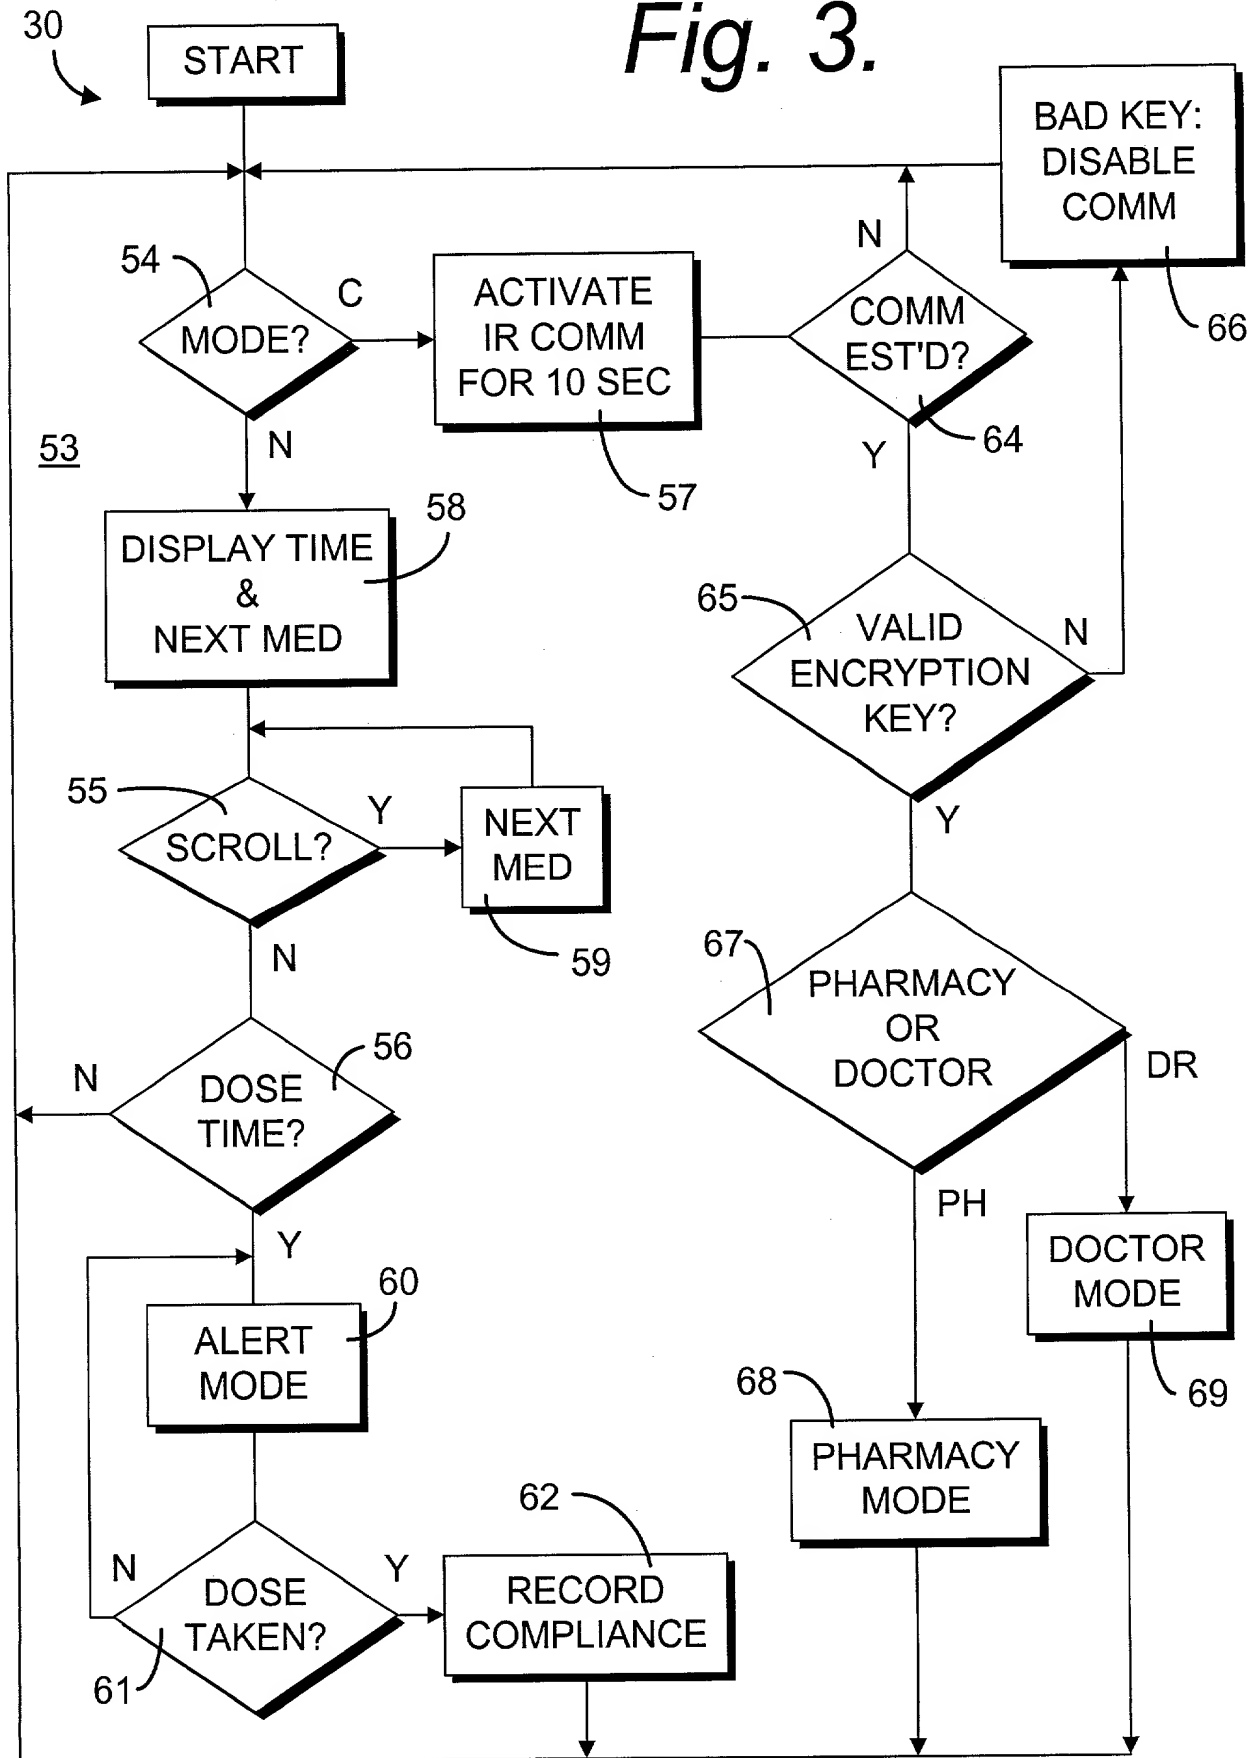 Fig. 3.
30
START
BAD KEY:
DISABLE
COMM
66
54
MODE?
C
N
ACTIVATE
IR COMM
FOR 10 SEC
57
N
COMM
EST'D?
64
Y
53
58
DISPLAY TIME
&
NEXT MED
65
VALID
ENCRYPTION
KEY?
N
Y
55
SCROLL?
Y
N
NEXT
MED
59
67
PHARMACY
OR
DOCTOR
DR
PH
56
DOSE
TIME?
N
Y
60
ALERT
MODE
DOCTOR
MODE
69
68
PHARMACY
MODE
61
DOSE
TAKEN?
N
Y
62
RECORD
COMPLIANCE